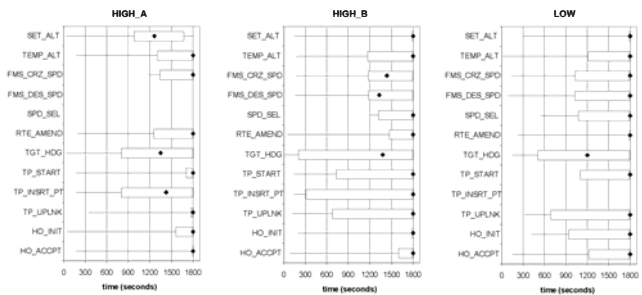 HIGH_A
SET_ALT
TEMP_ALT
FMS_CRZ_SPD
FMS_DES_SPD
SPD_SEL
RTE_AMEND
TGT_HDG
TP_START
TP_INSRT_PT
TP_UPLNK
HO_INIT
HO_ACCPT
0 300 600 900 1200 1500 1800
time (seconds)
HIGH_B
SET_ALT
TEMP_ALT
FMS_CRZ_SPD
FMS_DES_SPD
SPD_SEL
RTE_AMEND
TGT_HDG
TP_START
TP_INSRT_PT
TP_UPLNK
HO_INIT
HO_ACCPT
0 300 600 900 1200 1500 1800
time (seconds)
LOW
SET_ALT
TEMP_ALT
FMS_CRZ_SPD
FMS_DES_SPD
SPD_SEL
RTE_AMEND
TGT_HDG
TP_START
TP_INSRT_PT
TP_UPLNK
HO_INIT
HO_ACCPT
0 300 600 900 1200 1500 1800
time (seconds)